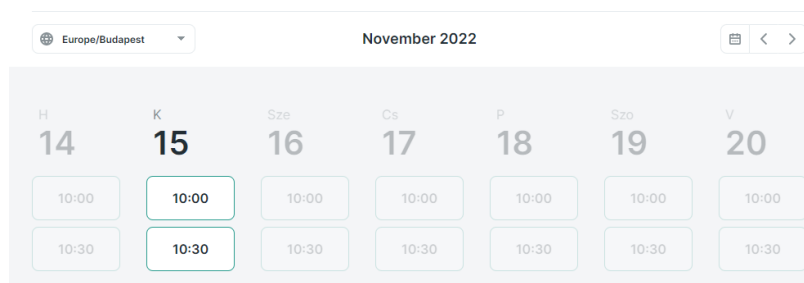 Europe/Budapest
November 2022
H K Sze Cs P Szo V
14 15 16 17 18 19 20
10:00 10:00 10:00 10:00 10:00 10:00 10:00
10:30 10:30 10:30 10:30 10:30 10:30 10:30